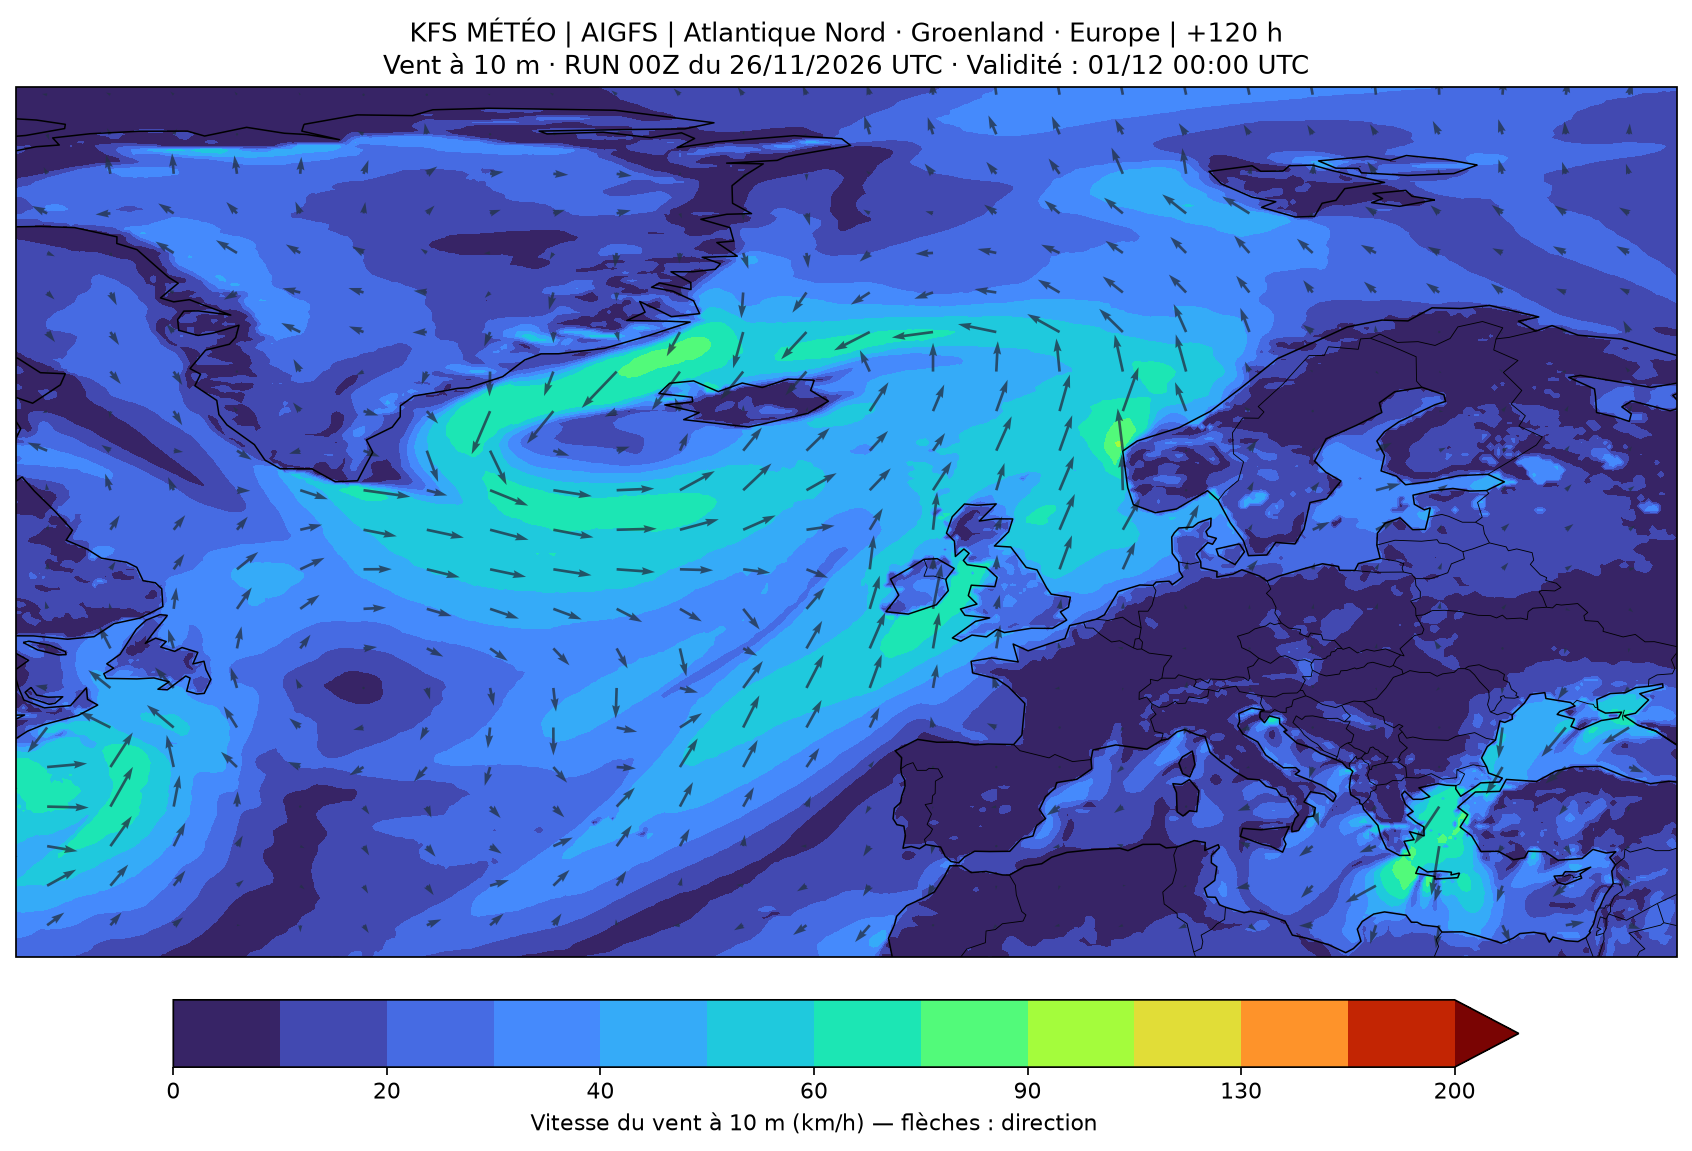 KFS MÉTÉO | AIGFS | Atlantique Nord · Groenland · Europe | +120 h
Vent à 10 m · RUN 00Z du 26/11/2026 UTC · Validité : 01/12 00:00 UTC
0 20 40 60 90 130 200
Vitesse du vent à 10 m (km/h) — flèches : direction